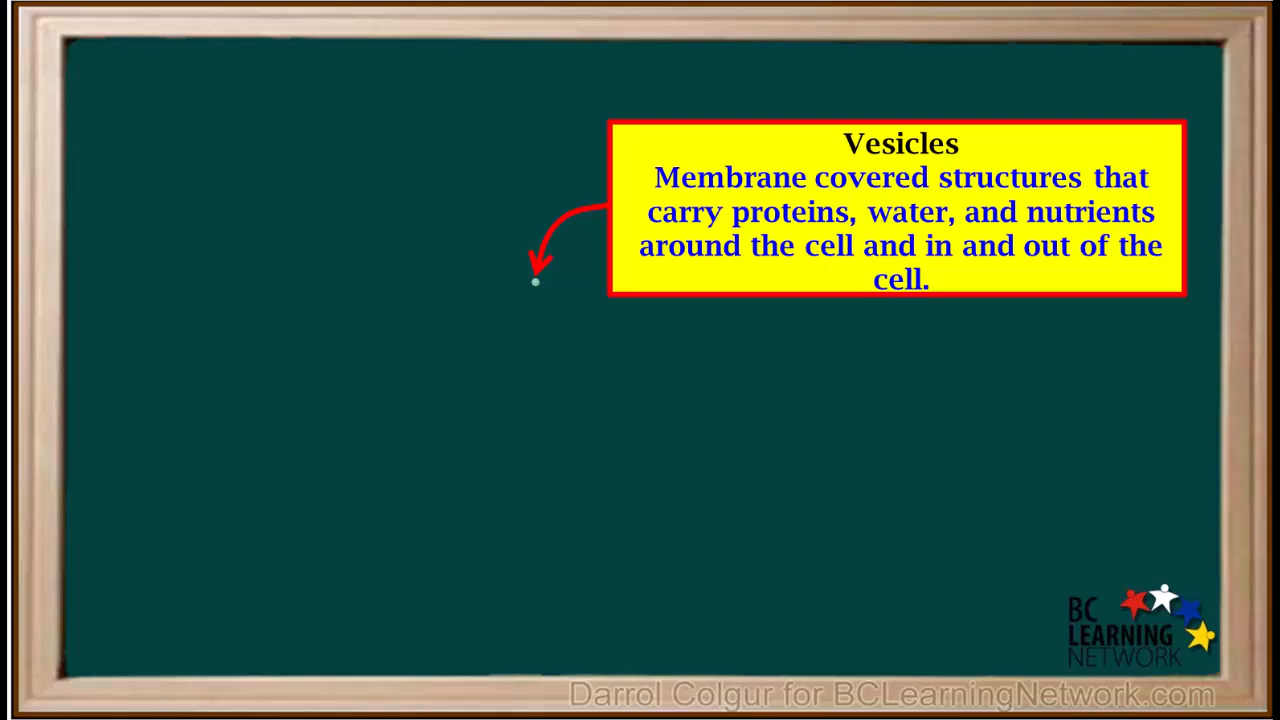 Vesicles
Membrane covered structures that
carry proteins, water, and nutrients
around the cell and in and out of the
cell.
BC
LEARNING
NETWORK
Darrol Colgur for BCLearningNetwork.com